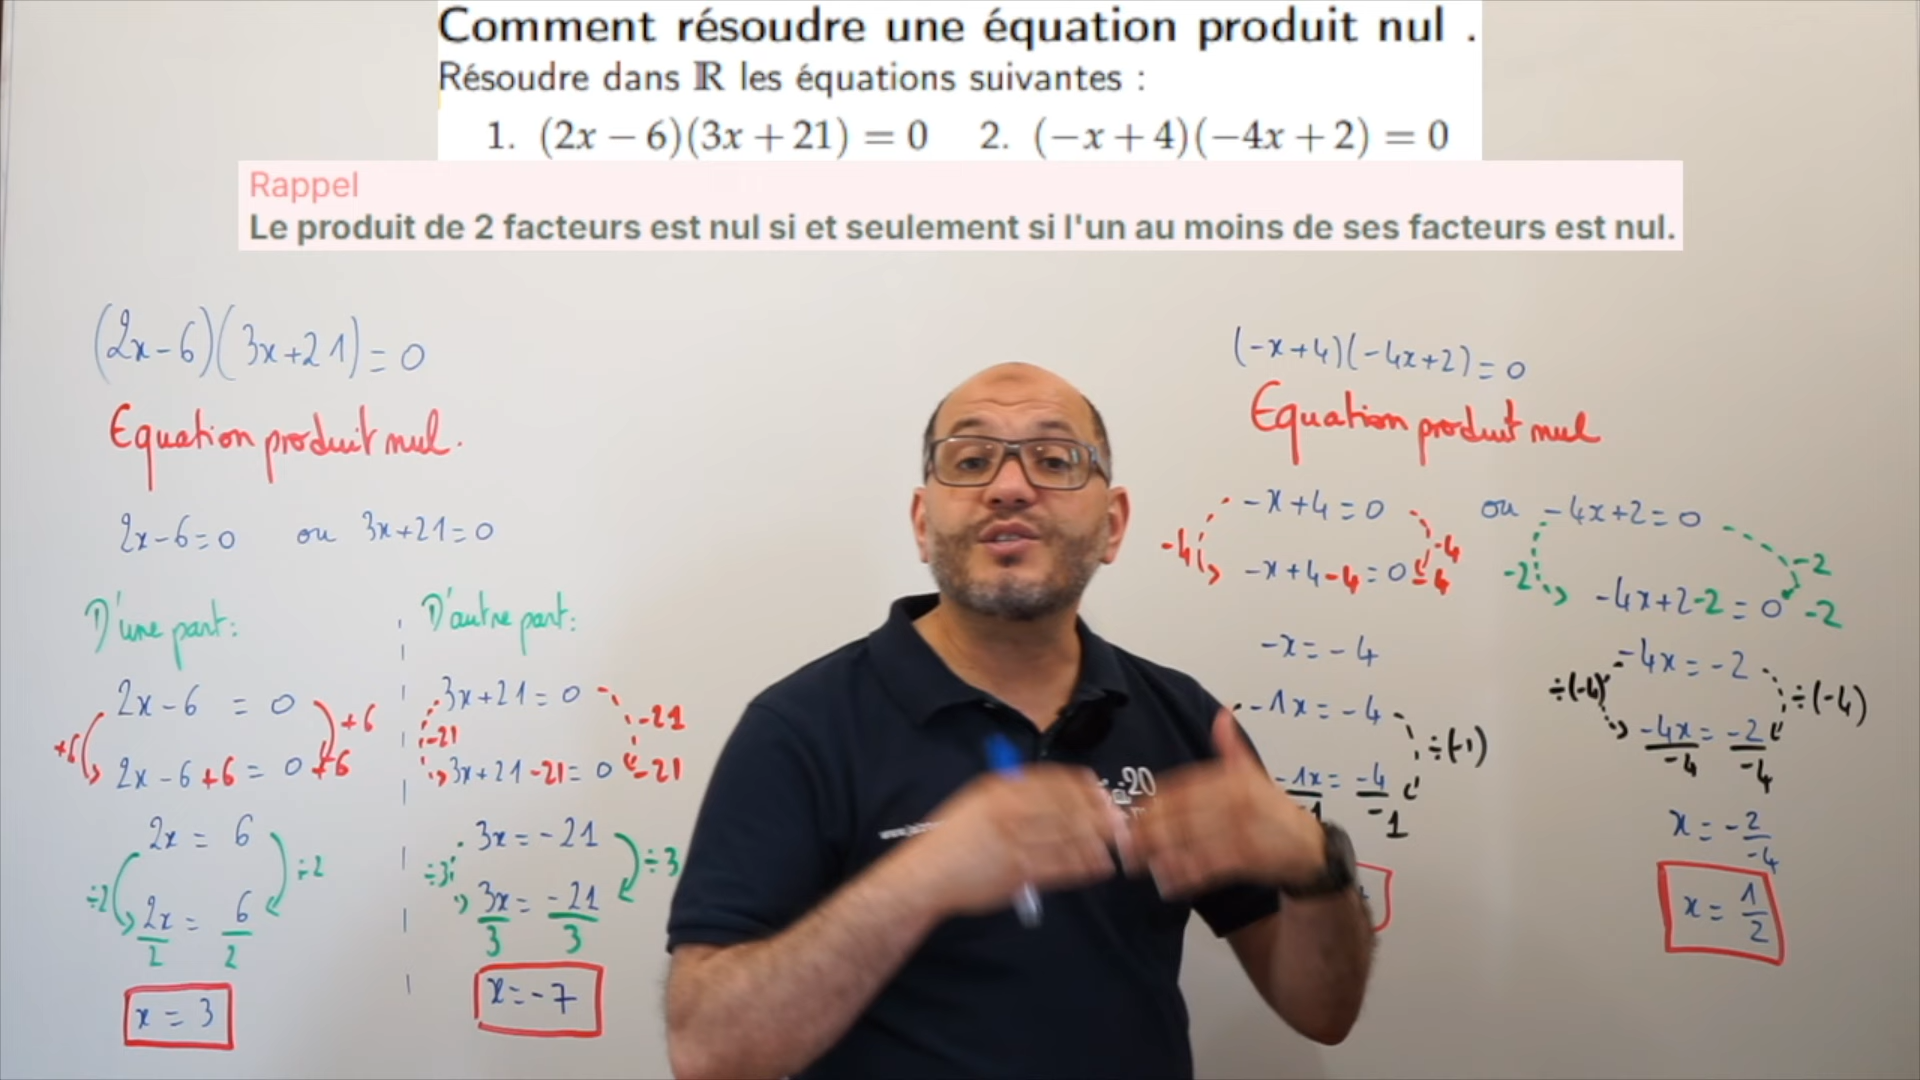 Comment résoudre une équation produit nul .
Résoudre dans ℝ les équations suivantes :
1. (2x − 6)(3x + 21) = 0 2. (−x + 4)(−4x + 2) = 0
Rappel
Le produit de 2 facteurs est nul si et seulement si l'un au moins de ses facteurs est nul.
(2x-6)(3x+21)=0
Equation produit nul.
2x-6=0 ou 3x+21=0
D'une part:
2x-6 = 0
+6 +6
2x-6+6 = 0+6
2x = 6
÷2 ÷2
2x/2 = 6/2
x = 3
D'autre part:
3x+21=0
-21 -21
3x+21-21=0-21
3x=-21
÷3 ÷3
3x/3 = -21/3
x=-7
(-x+4)(-4x+2)=0
Equation produit nul
-x+4=0 ou -4x+2=0
-4 -4
-x+4-4=0-4
-x=-4
-1x=-4
÷(-1)
-1x/-1 = -4/-1
-2 -2
-4x+2-2=0-2
-4x=-2
÷(-4) ÷(-4)
-4x/-4 = -2/-4
x = -2/-4
x = 1/2
20